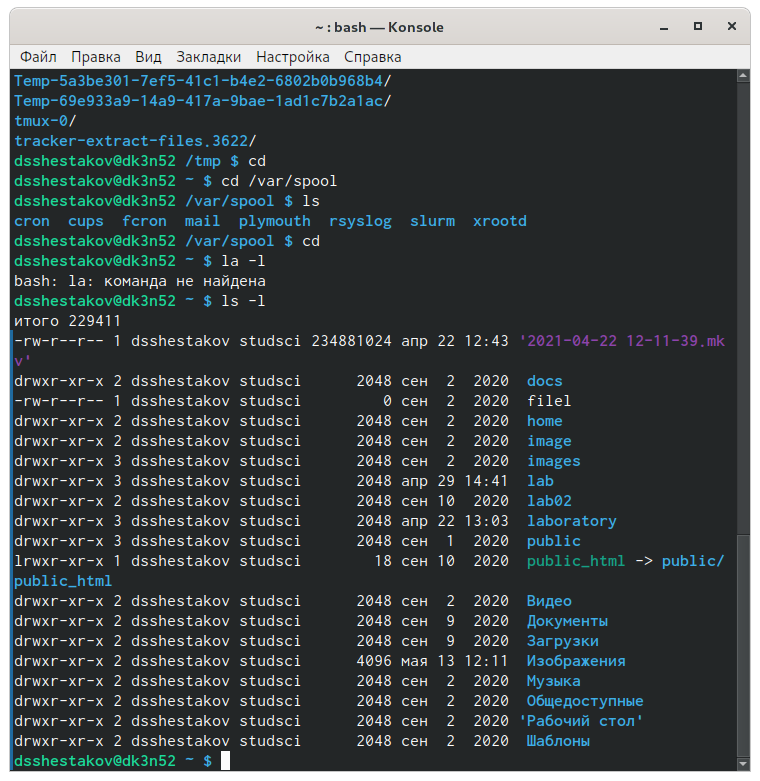 ~ : bash — Konsole
Файл Правка Вид Закладки Настройка Справка
Temp-5a3be301-7ef5-41c1-b4e2-6802b0b968b4/
Temp-69e933a9-14a9-417a-9bae-1ad1c7b2a1ac/
tmux-0/
tracker-extract-files.3622/
dsshestakov@dk3n52 /tmp $ cd
dsshestakov@dk3n52 ~ $ cd /var/spool
dsshestakov@dk3n52 /var/spool $ ls
cron  cups  fcron  mail  plymouth  rsyslog  slurm  xrootd
dsshestakov@dk3n52 /var/spool $ cd
dsshestakov@dk3n52 ~ $ la -l
bash: la: команда не найдена
dsshestakov@dk3n52 ~ $ ls -l
итого 229411
-rw-r--r-- 1 dsshestakov studsci 234881024 апр 22 12:43 '2021-04-22 12-11-39.mk
v'
drwxr-xr-x 2 dsshestakov studsci      2048 сен  2  2020  docs
-rw-r--r-- 1 dsshestakov studsci         0 сен  2  2020  filel
drwxr-xr-x 2 dsshestakov studsci      2048 сен  2  2020  home
drwxr-xr-x 2 dsshestakov studsci      2048 сен  2  2020  image
drwxr-xr-x 3 dsshestakov studsci      2048 сен  2  2020  images
drwxr-xr-x 3 dsshestakov studsci      2048 апр 29 14:41  lab
drwxr-xr-x 2 dsshestakov studsci      2048 сен 10  2020  lab02
drwxr-xr-x 3 dsshestakov studsci      2048 апр 22 13:03  laboratory
drwxr-xr-x 3 dsshestakov studsci      2048 сен  1  2020  public
lrwxr-xr-x 1 dsshestakov studsci        18 сен 10  2020  public_html -> public/
public_html
drwxr-xr-x 2 dsshestakov studsci      2048 сен  2  2020  Видео
drwxr-xr-x 2 dsshestakov studsci      2048 сен  9  2020  Документы
drwxr-xr-x 2 dsshestakov studsci      2048 сен  9  2020  Загрузки
drwxr-xr-x 2 dsshestakov studsci      4096 мая 13 12:11  Изображения
drwxr-xr-x 2 dsshestakov studsci      2048 сен  2  2020  Музыка
drwxr-xr-x 2 dsshestakov studsci      2048 сен  2  2020  Общедоступные
drwxr-xr-x 2 dsshestakov studsci      2048 сен  2  2020 'Рабочий стол'
drwxr-xr-x 2 dsshestakov studsci      2048 сен  2  2020  Шаблоны
dsshestakov@dk3n52 ~ $